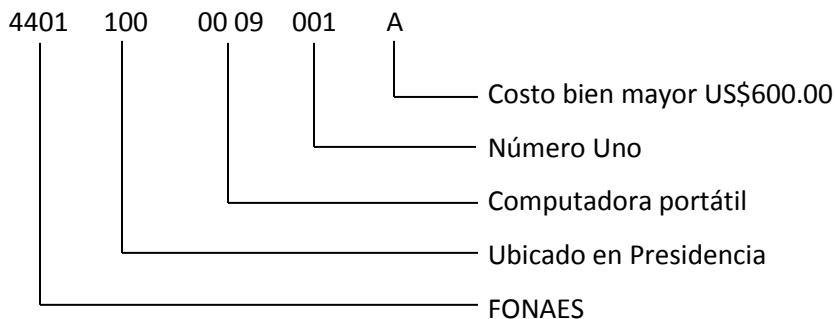 4401 100 00 09 001 A
Costo bien mayor US$600.00
Número Uno
Computadora portátil
Ubicado en Presidencia
FONAES